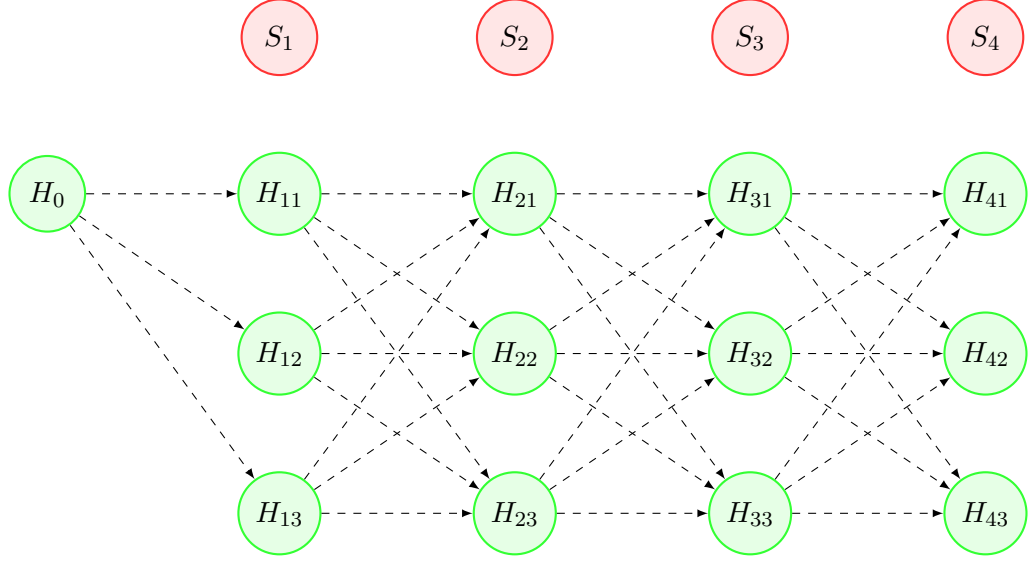 S₁ S₂ S₃ S₄
H₀ H₁₁ H₂₁ H₃₁ H₄₁
H₁₂ H₂₂ H₃₂ H₄₂
H₁₃ H₂₃ H₃₃ H₄₃